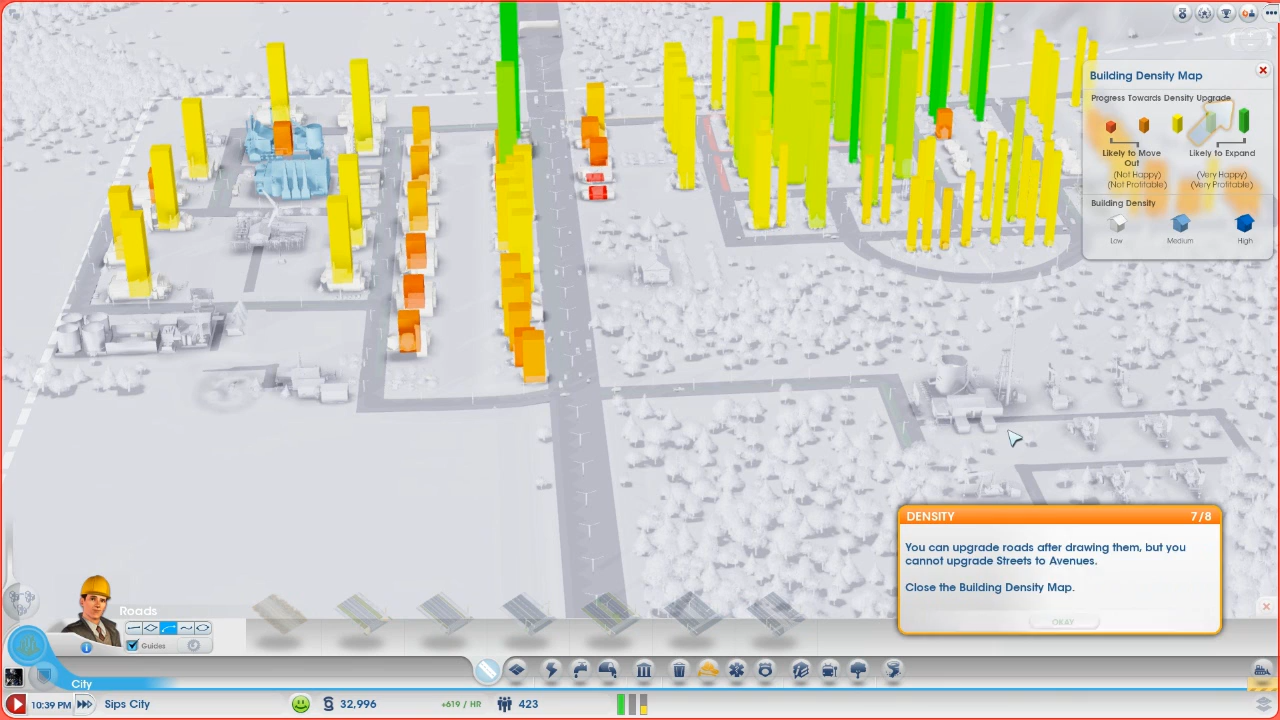 Building Density Map
Progress Towards Density Upgrade
Likely to Move Out
Likely to Expand
(Not Happy)
(Very Happy)
(Not Profitable)
(Very Profitable)
Building Density
Low
Medium
High
DENSITY
7/8
You can upgrade roads after drawing them, but you
cannot upgrade Streets to Avenues.
Close the Building Density Map.
OKAY
Roads
Guides
City
10:39 PM
Sips City
32,996
+619 / HR
423